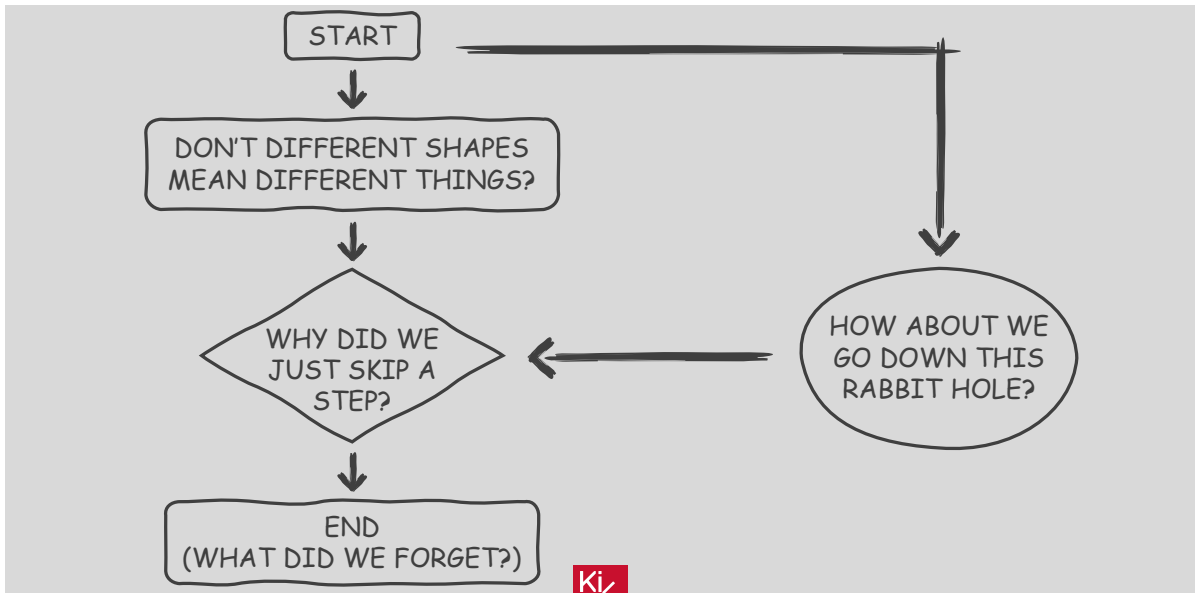 START
DON'T DIFFERENT SHAPES
MEAN DIFFERENT THINGS?
WHY DID WE
JUST SKIP A
STEP?
HOW ABOUT WE
GO DOWN THIS
RABBIT HOLE?
END
(WHAT DID WE FORGET?)
Ki